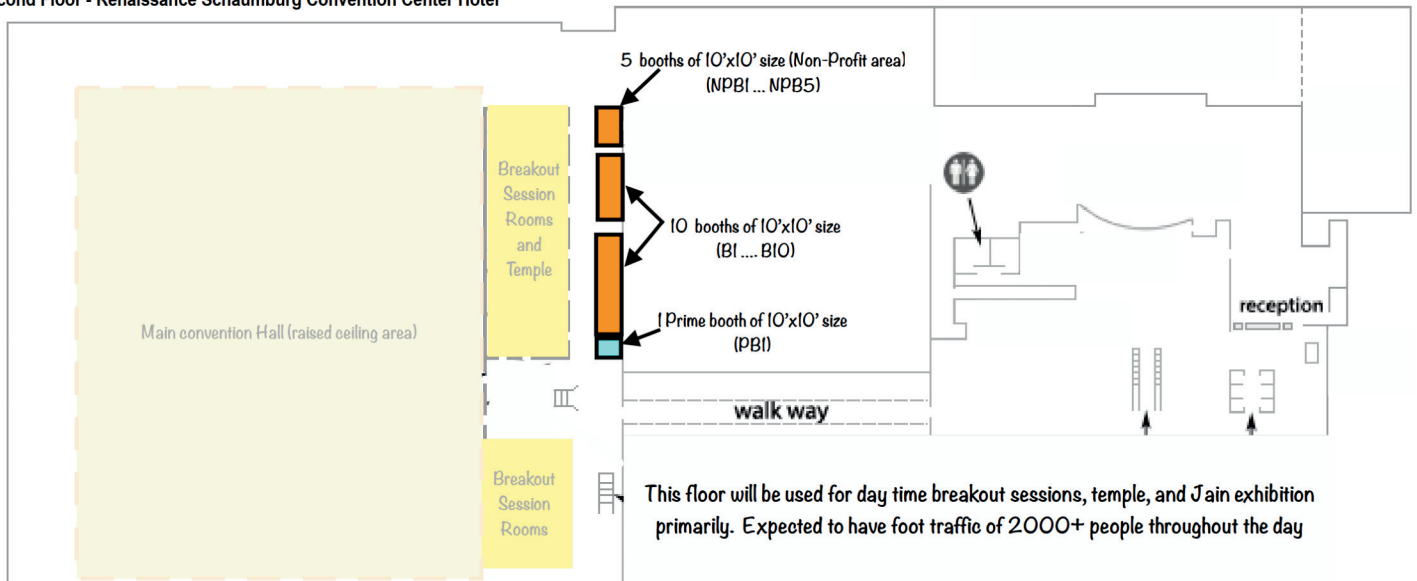 ond Floor - Renaissance Schaumburg Convention Center Hotel
5 booths of 10'x10' size (Non-Profit area)
(NPB1 ... NPB5)
Breakout
Session
Rooms
and
Temple
10 booths of 10'x10' size
(B1 .... B10)
Main convention Hall (raised ceiling area)
1 Prime booth of 10'x10' size
(PB1)
reception
walk way
Breakout
Session
Rooms
This floor will be used for day time breakout sessions, temple, and Jain exhibition
primarily. Expected to have foot traffic of 2000+ people throughout the day